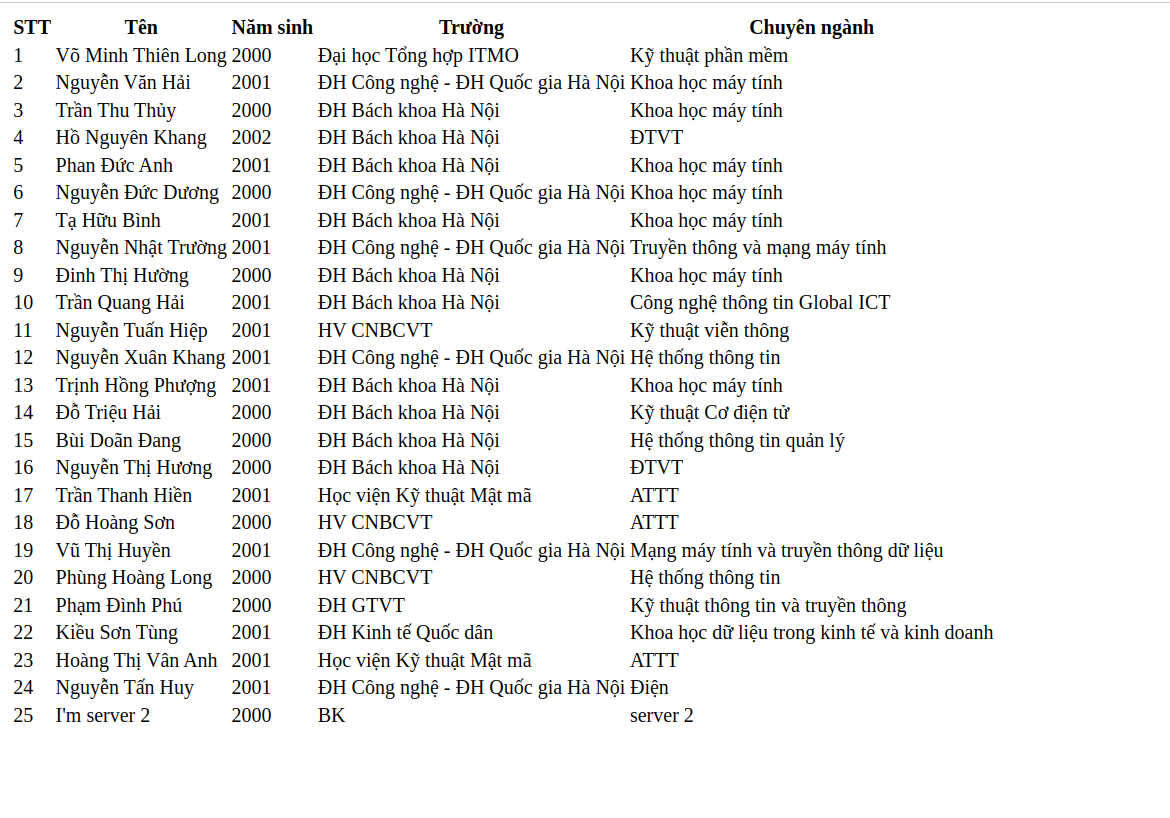 STT Tên Năm sinh Trường Chuyên ngành
1 Võ Minh Thiên Long 2000 Đại học Tổng hợp ITMO Kỹ thuật phần mềm
2 Nguyễn Văn Hải 2001 ĐH Công nghệ - ĐH Quốc gia Hà Nội Khoa học máy tính
3 Trần Thu Thủy 2000 ĐH Bách khoa Hà Nội Khoa học máy tính
4 Hồ Nguyên Khang 2002 ĐH Bách khoa Hà Nội ĐTVT
5 Phan Đức Anh 2001 ĐH Bách khoa Hà Nội Khoa học máy tính
6 Nguyễn Đức Dương 2000 ĐH Công nghệ - ĐH Quốc gia Hà Nội Khoa học máy tính
7 Tạ Hữu Bình 2001 ĐH Bách khoa Hà Nội Khoa học máy tính
8 Nguyễn Nhật Trường 2001 ĐH Công nghệ - ĐH Quốc gia Hà Nội Truyền thông và mạng máy tính
9 Đinh Thị Hường 2000 ĐH Bách khoa Hà Nội Khoa học máy tính
10 Trần Quang Hải 2001 ĐH Bách khoa Hà Nội Công nghệ thông tin Global ICT
11 Nguyễn Tuấn Hiệp 2001 HV CNBCVT Kỹ thuật viễn thông
12 Nguyễn Xuân Khang 2001 ĐH Công nghệ - ĐH Quốc gia Hà Nội Hệ thống thông tin
13 Trịnh Hồng Phượng 2001 ĐH Bách khoa Hà Nội Khoa học máy tính
14 Đỗ Triệu Hải 2000 ĐH Bách khoa Hà Nội Kỹ thuật Cơ điện tử
15 Bùi Doãn Đang 2000 ĐH Bách khoa Hà Nội Hệ thống thông tin quản lý
16 Nguyễn Thị Hương 2000 ĐH Bách khoa Hà Nội ĐTVT
17 Trần Thanh Hiền 2001 Học viện Kỹ thuật Mật mã ATTT
18 Đỗ Hoàng Sơn 2000 HV CNBCVT ATTT
19 Vũ Thị Huyền 2001 ĐH Công nghệ - ĐH Quốc gia Hà Nội Mạng máy tính và truyền thông dữ liệu
20 Phùng Hoàng Long 2000 HV CNBCVT Hệ thống thông tin
21 Phạm Đình Phú 2000 ĐH GTVT Kỹ thuật thông tin và truyền thông
22 Kiều Sơn Tùng 2001 ĐH Kinh tế Quốc dân Khoa học dữ liệu trong kinh tế và kinh doanh
23 Hoàng Thị Vân Anh 2001 Học viện Kỹ thuật Mật mã ATTT
24 Nguyễn Tấn Huy 2001 ĐH Công nghệ - ĐH Quốc gia Hà Nội Điện
25 I'm server 2 2000 BK server 2